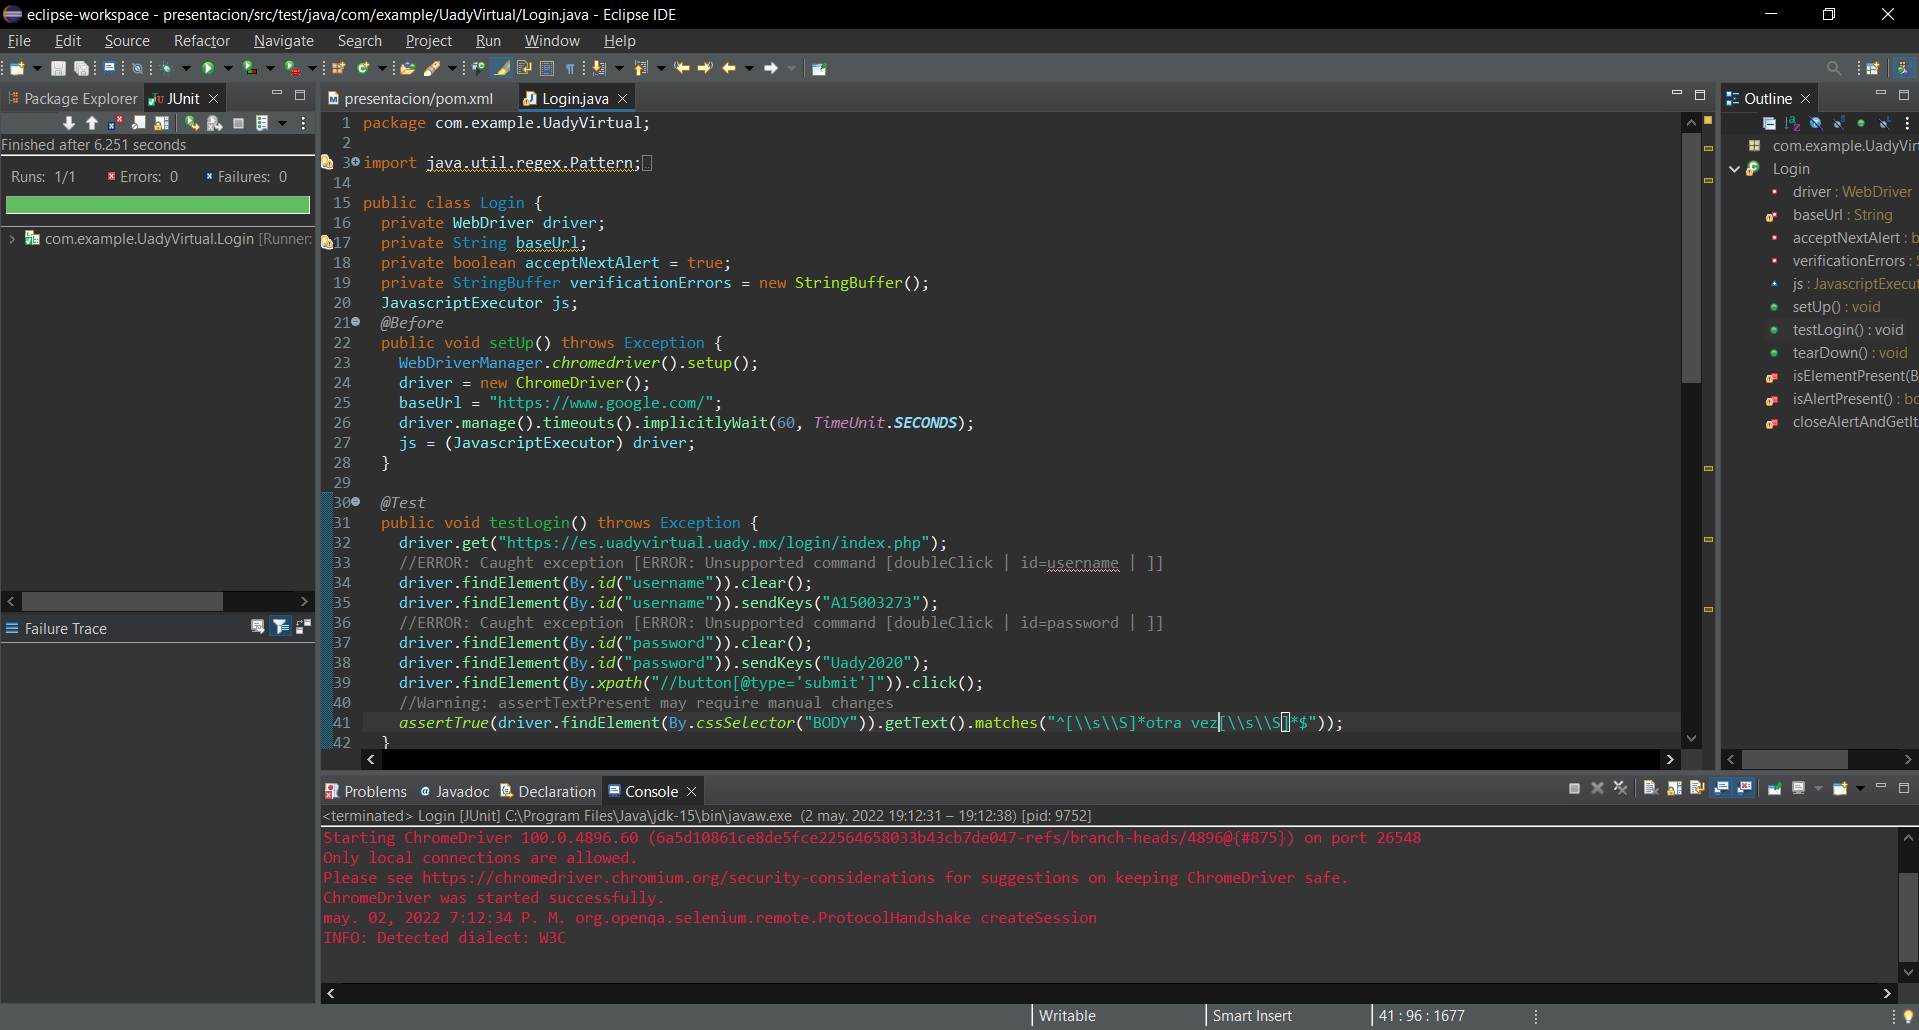 eclipse-workspace - presentacion/src/test/java/com/example/UadyVirtual/Login.java - Eclipse IDE
File Edit Source Refactor Navigate Search Project Run Window Help
Package Explorer JUnit
Finished after 6.251 seconds
Runs: 1/1 Errors: 0 Failures: 0
com.example.UadyVirtual.Login [Runner:
Failure Trace
presentacion/pom.xml Login.java
1 package com.example.UadyVirtual;
2
3 import java.util.regex.Pattern;
14
15 public class Login {
16 private WebDriver driver;
17 private String baseUrl;
18 private boolean acceptNextAlert = true;
19 private StringBuffer verificationErrors = new StringBuffer();
20 JavascriptExecutor js;
21 @Before
22 public void setUp() throws Exception {
23 WebDriverManager.chromedriver().setup();
24 driver = new ChromeDriver();
25 baseUrl = "https://www.google.com/";
26 driver.manage().timeouts().implicitlyWait(60, TimeUnit.SECONDS);
27 js = (JavascriptExecutor) driver;
28 }
29
30 @Test
31 public void testLogin() throws Exception {
32 driver.get("https://es.uadyvirtual.uady.mx/login/index.php");
33 //ERROR: Caught exception [ERROR: Unsupported command [doubleClick | id=username | ]]
34 driver.findElement(By.id("username")).clear();
35 driver.findElement(By.id("username")).sendKeys("A15003273");
36 //ERROR: Caught exception [ERROR: Unsupported command [doubleClick | id=password | ]]
37 driver.findElement(By.id("password")).clear();
38 driver.findElement(By.id("password")).sendKeys("Uady2020");
39 driver.findElement(By.xpath("//button[@type='submit']")).click();
40 //Warning: assertTextPresent may require manual changes
41 assertTrue(driver.findElement(By.cssSelector("BODY")).getText().matches("^[\\s\\S]*otra vez[\\s\\S]*$"));
42 }
Outline
com.example.UadyVir
Login
driver : WebDriver
baseUrl : String
acceptNextAlert : b
verificationErrors : S
js : JavascriptExecut
setUp() : void
testLogin() : void
tearDown() : void
isElementPresent(B
isAlertPresent() : bo
closeAlertAndGetIt
Problems Javadoc Declaration Console
<terminated> Login [JUnit] C:\Program Files\Java\jdk-15\bin\javaw.exe (2 may. 2022 19:12:31 – 19:12:38) [pid: 9752]
Starting ChromeDriver 100.0.4896.60 (6a5d10861ce8de5fce22564658033b43cb7de047-refs/branch-heads/4896@{#875}) on port 26548
Only local connections are allowed.
Please see https://chromedriver.chromium.org/security-considerations for suggestions on keeping ChromeDriver safe.
ChromeDriver was started successfully.
may. 02, 2022 7:12:34 P. M. org.openqa.selenium.remote.ProtocolHandshake createSession
INFO: Detected dialect: W3C
Writable Smart Insert 41 : 96 : 1677